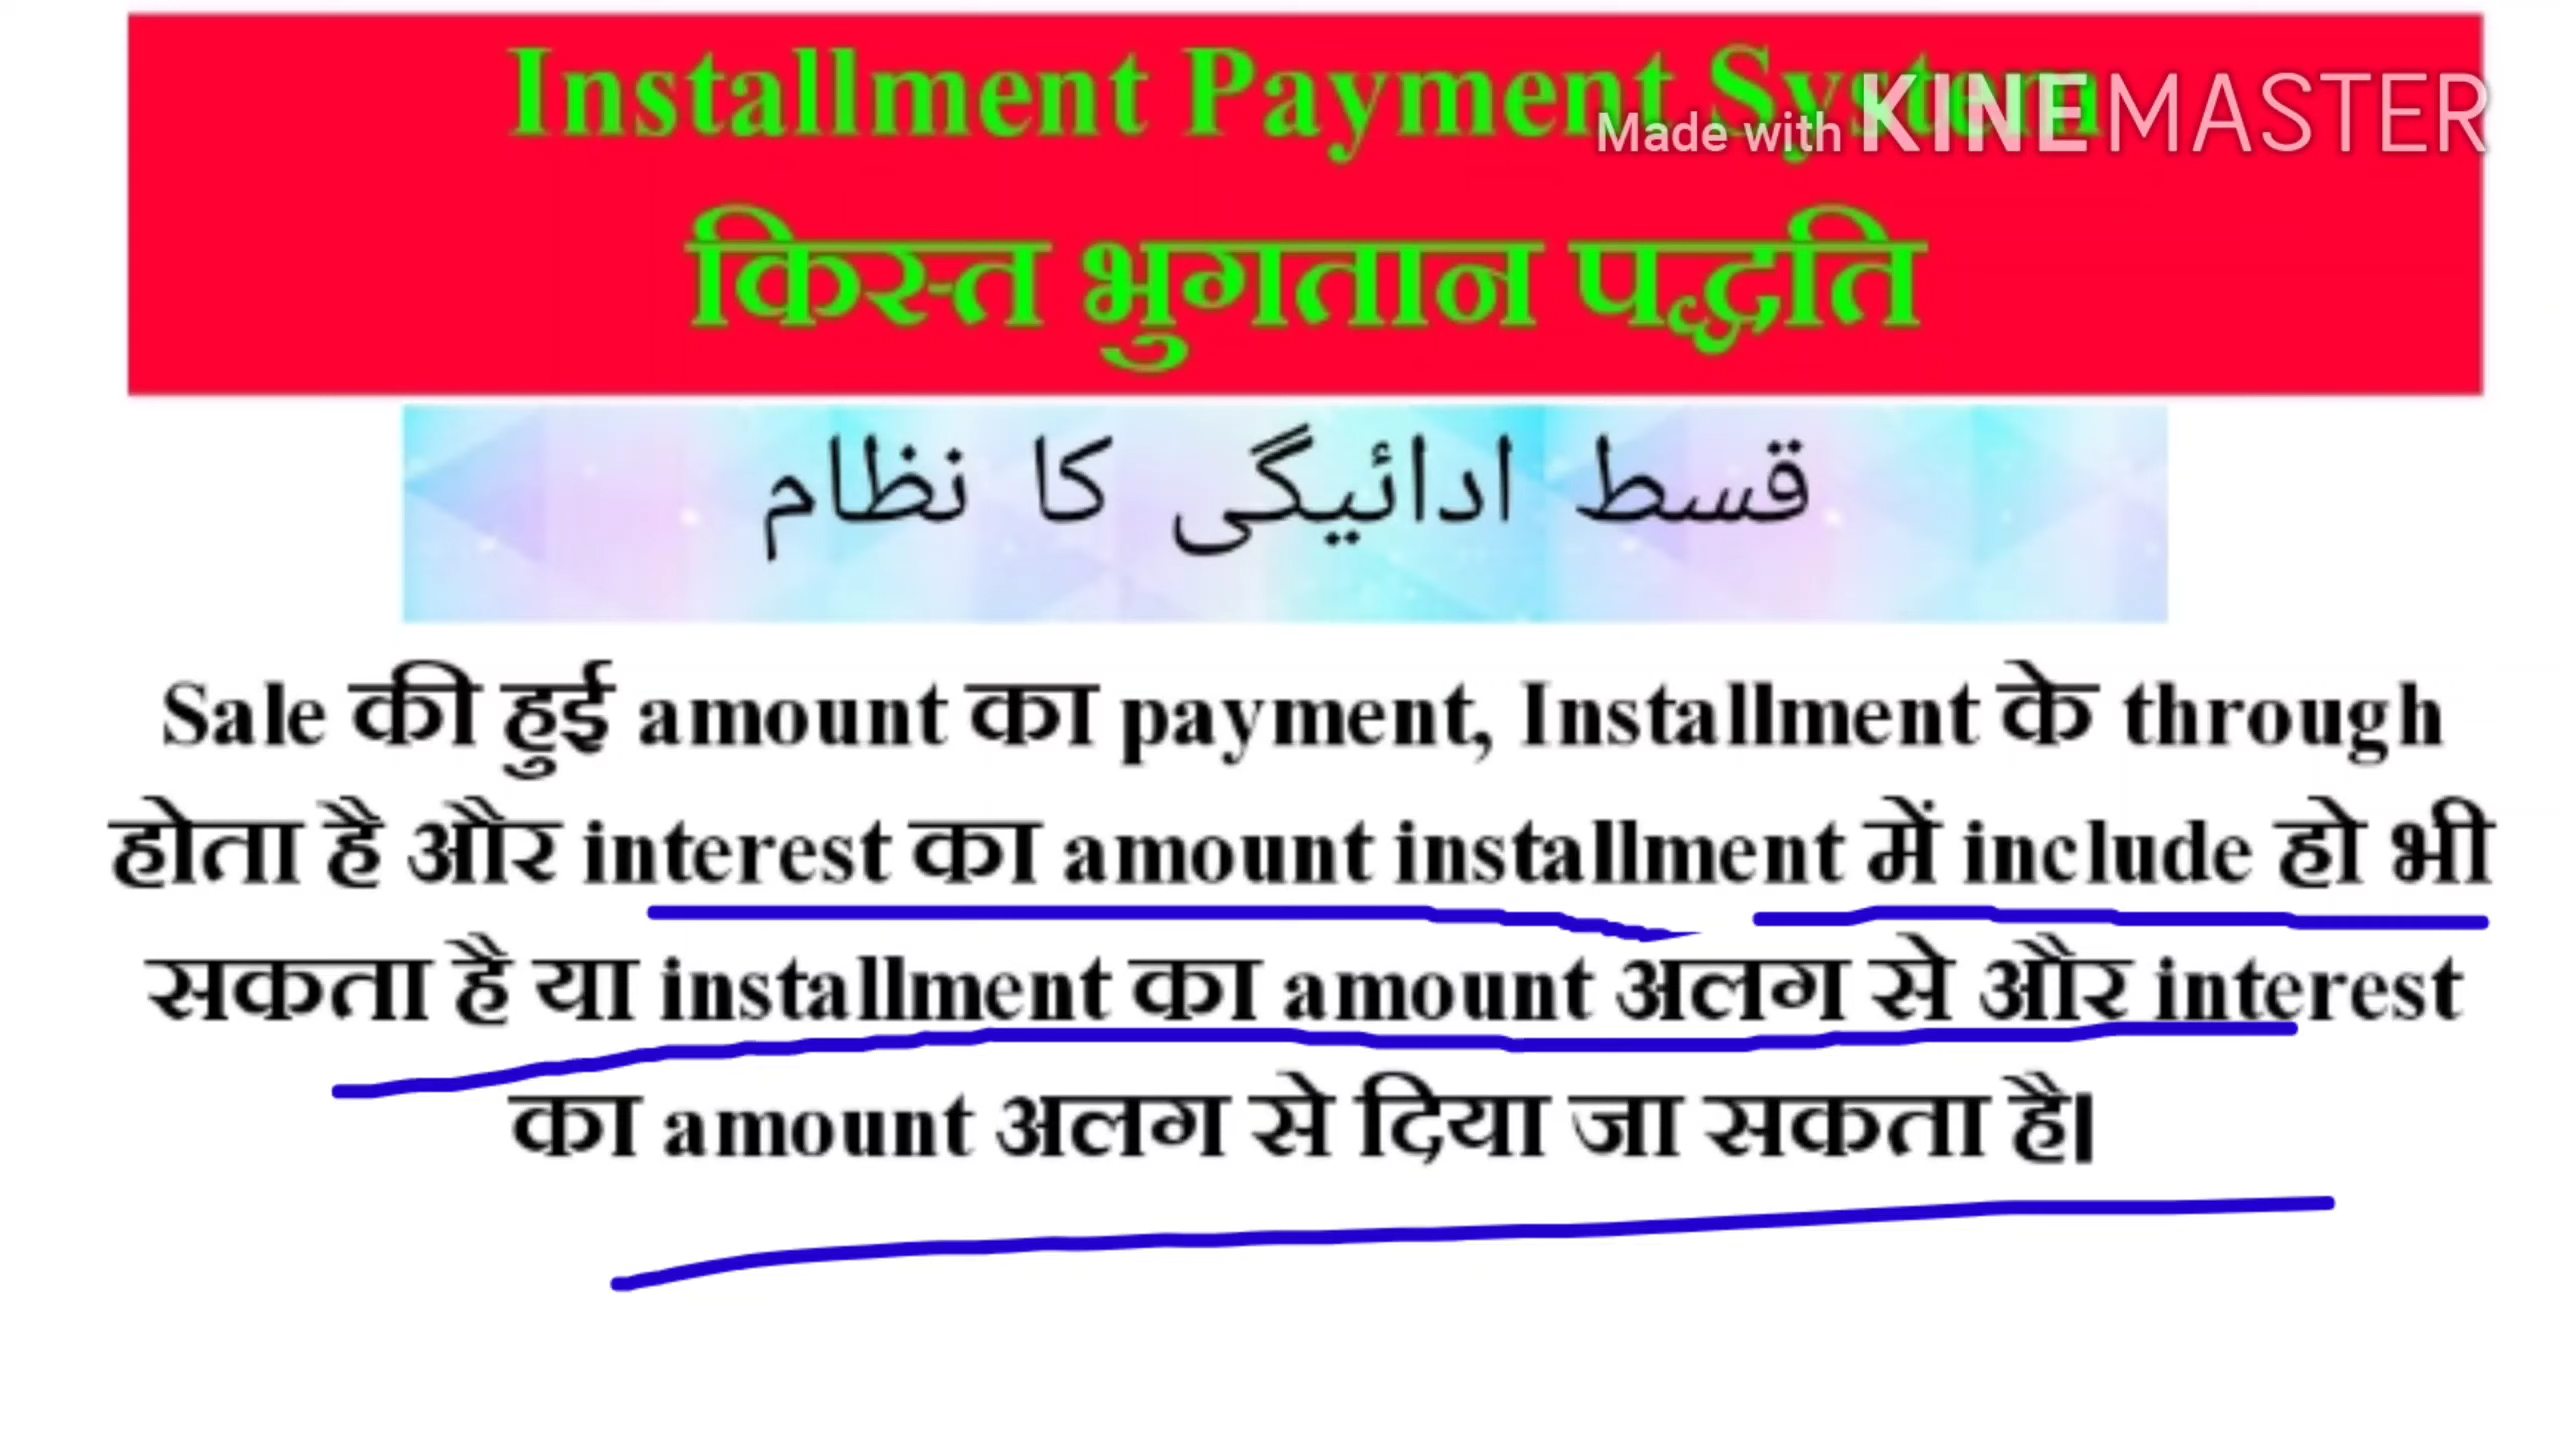 Installment Payment System
Made with KINEMASTER
किस्त भुगतान पद्धति
قسط ادائیگی کا نظام
Sale की हुई amount का payment, Installment के through
होता है और interest का amount installment में include हो भी
सकता है या installment का amount अलग से और interest
का amount अलग से दिया जा सकता है।